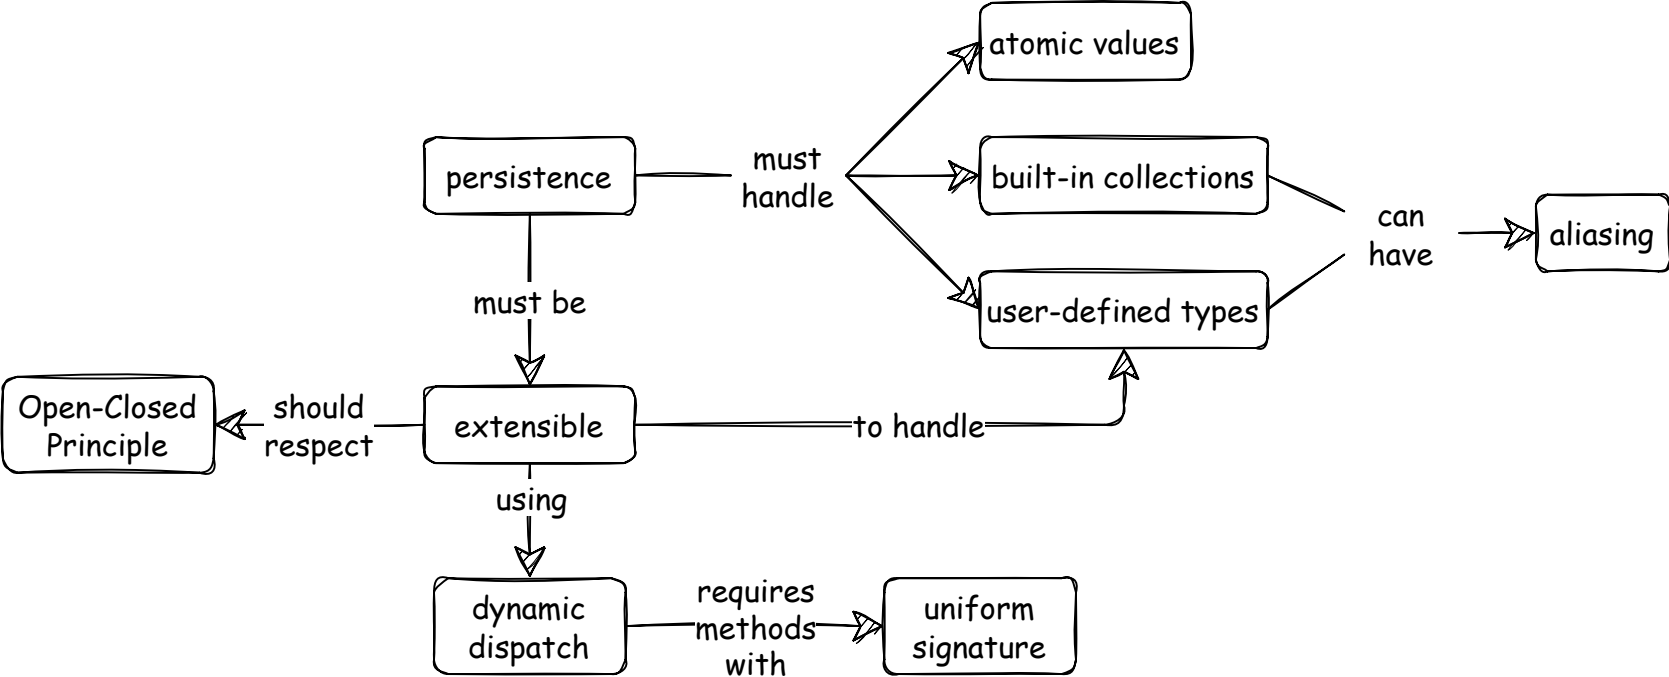 atomic values
must
handle
persistence
built-in collections
can
have
aliasing
user-defined types
must be
Open-Closed
Principle
should
respect
extensible
to handle
using
dynamic
dispatch
requires
methods
with
uniform
signature